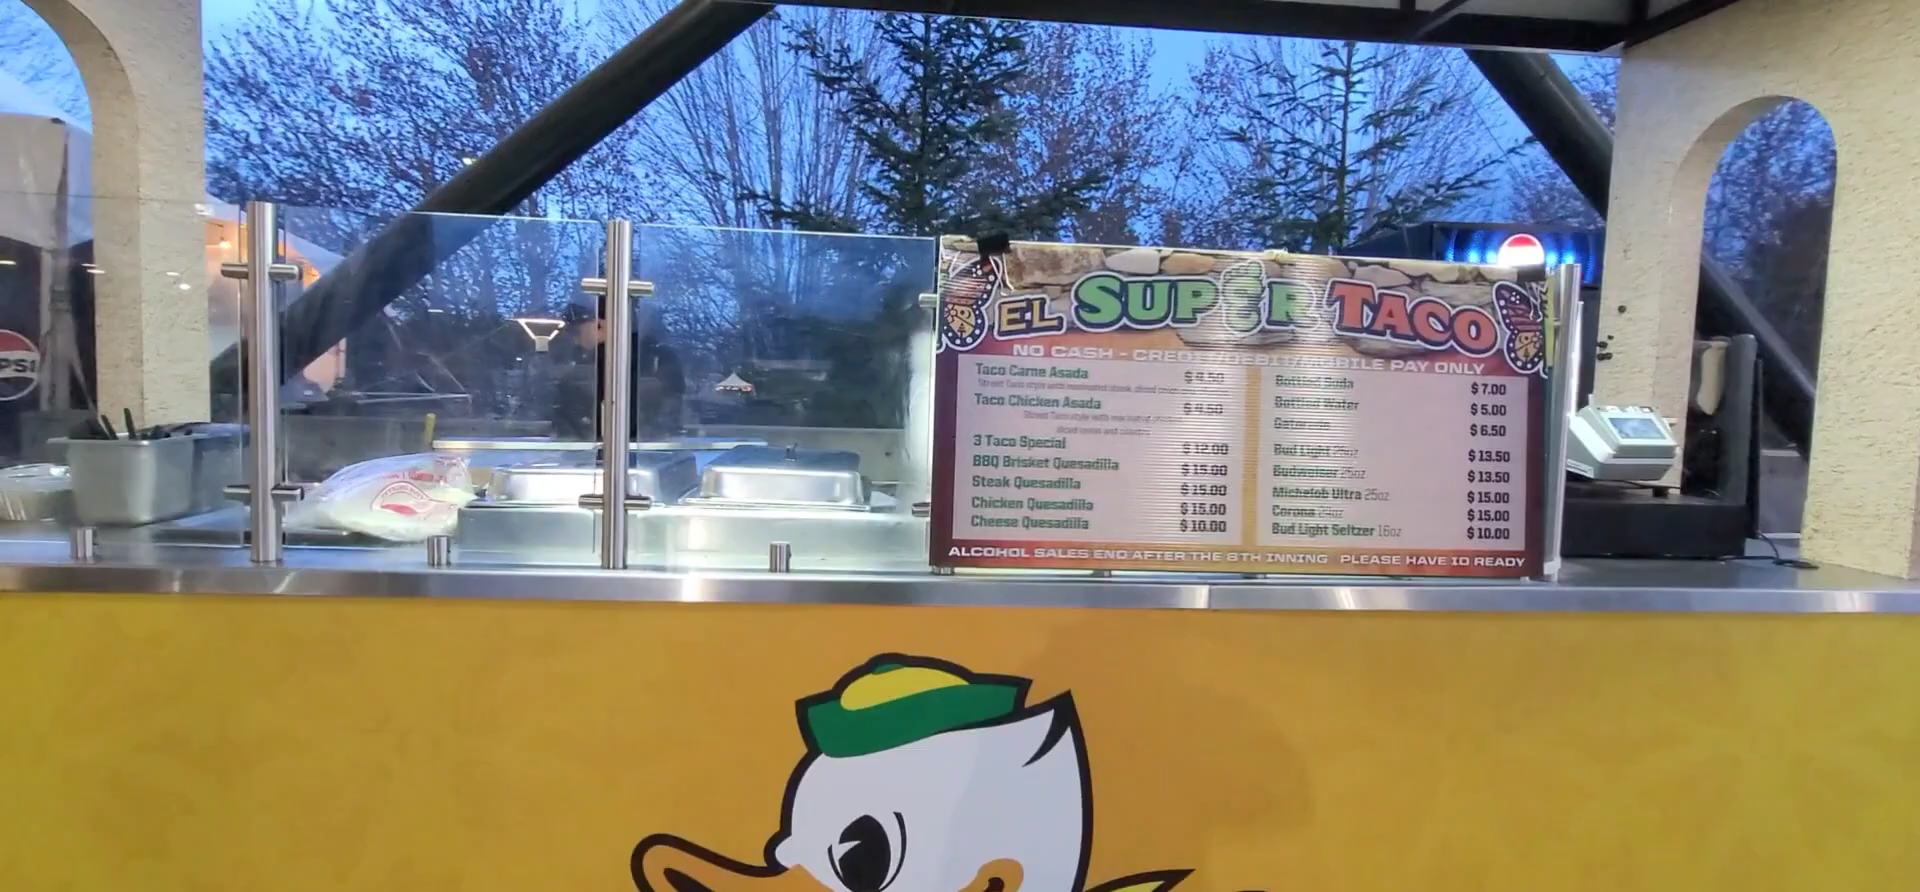 EL SUPER TACO
NO CASH - CREDIT/DEBIT/MOBILE PAY ONLY
Taco Carne Asada $4.50
Taco Chicken Asada $4.50
3 Taco Special $12.00
BBQ Brisket Quesadilla $15.00
Steak Quesadilla $15.00
Chicken Quesadilla $15.00
Cheese Quesadilla $10.00
Bottled Soda $7.00
Bottled Water $5.00
Gatorade $6.50
Bud Light 25oz $13.50
Budweiser 25oz $13.50
Michelob Ultra 25oz $15.00
Corona $15.00
Bud Light Seltzer 16oz $10.00
ALCOHOL SALES END AFTER THE 6TH INNING PLEASE HAVE ID READY
PSI